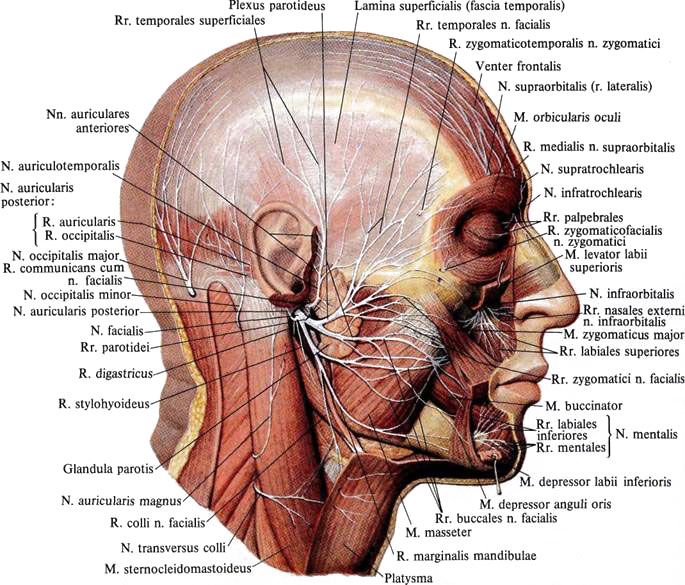 Plexus parotideus
Lamina superficialis (fascia temporalis)
Rr. temporales superficiales
Rr. temporales n. facialis
R. zygomaticotemporalis n. zygomatici
Venter frontalis
N. supraorbitalis (r. lateralis)
M. orbicularis oculi
R. medialis n. supraorbitalis
N. supratrochlearis
N. infratrochlearis
Rr. palpebrales
R. zygomaticofacialis
n. zygomatici
M. levator labii
superioris
N. infraorbitalis
Rr. nasales externi
n. infraorbitalis
M. zygomaticus major
Rr. labiales superiores
Rr. zygomatici n. facialis
M. buccinator
Rr. labiales
inferiores
Rr. mentales
N. mentalis
M. depressor labii inferioris
M. depressor anguli oris
Rr. buccales n. facialis
M. masseter
R. marginalis mandibulae
Platysma
Nn. auriculares
anteriores
N. auriculotemporalis
N. auricularis
posterior:
R. auricularis
R. occipitalis
N. occipitalis major
R. communicans cum
n. facialis
N. occipitalis minor
N. auricularis posterior
N. facialis
Rr. parotidei
R. digastricus
R. stylohyoideus
Glandula parotis
N. auricularis magnus
R. colli n. facialis
N. transversus colli
M. sternocleidomastoideus